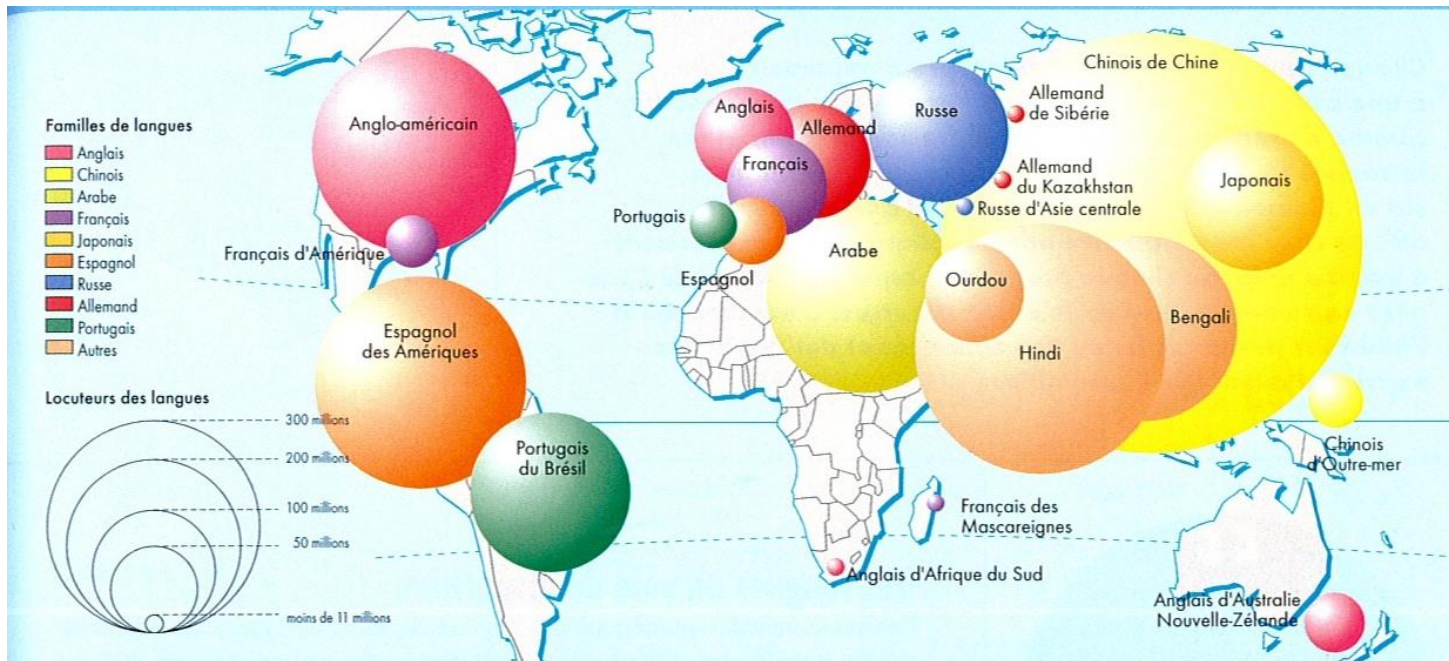 Familles de langues
Anglais
Chinois
Arabe
Français
Japonais
Espagnol
Russe
Allemand
Portugais
Autres
Locuteurs des langues
300 millions
200 millions
100 millions
50 millions
moins de 11 millions
Anglo-américain
Français d'Amérique
Espagnol
des Amériques
Portugais
du Brésil
Anglais
Allemand
Français
Portugais
Espagnol
Russe
Arabe
Chinois de Chine
Allemand
de Sibérie
Allemand
du Kazakhstan
Russe d'Asie centrale
Japonais
Ourdou
Hindi
Bengali
Chinois
d'Outre-mer
Français des
Mascareignes
Anglais d'Afrique du Sud
Anglais d'Australie
Nouvelle-Zélande